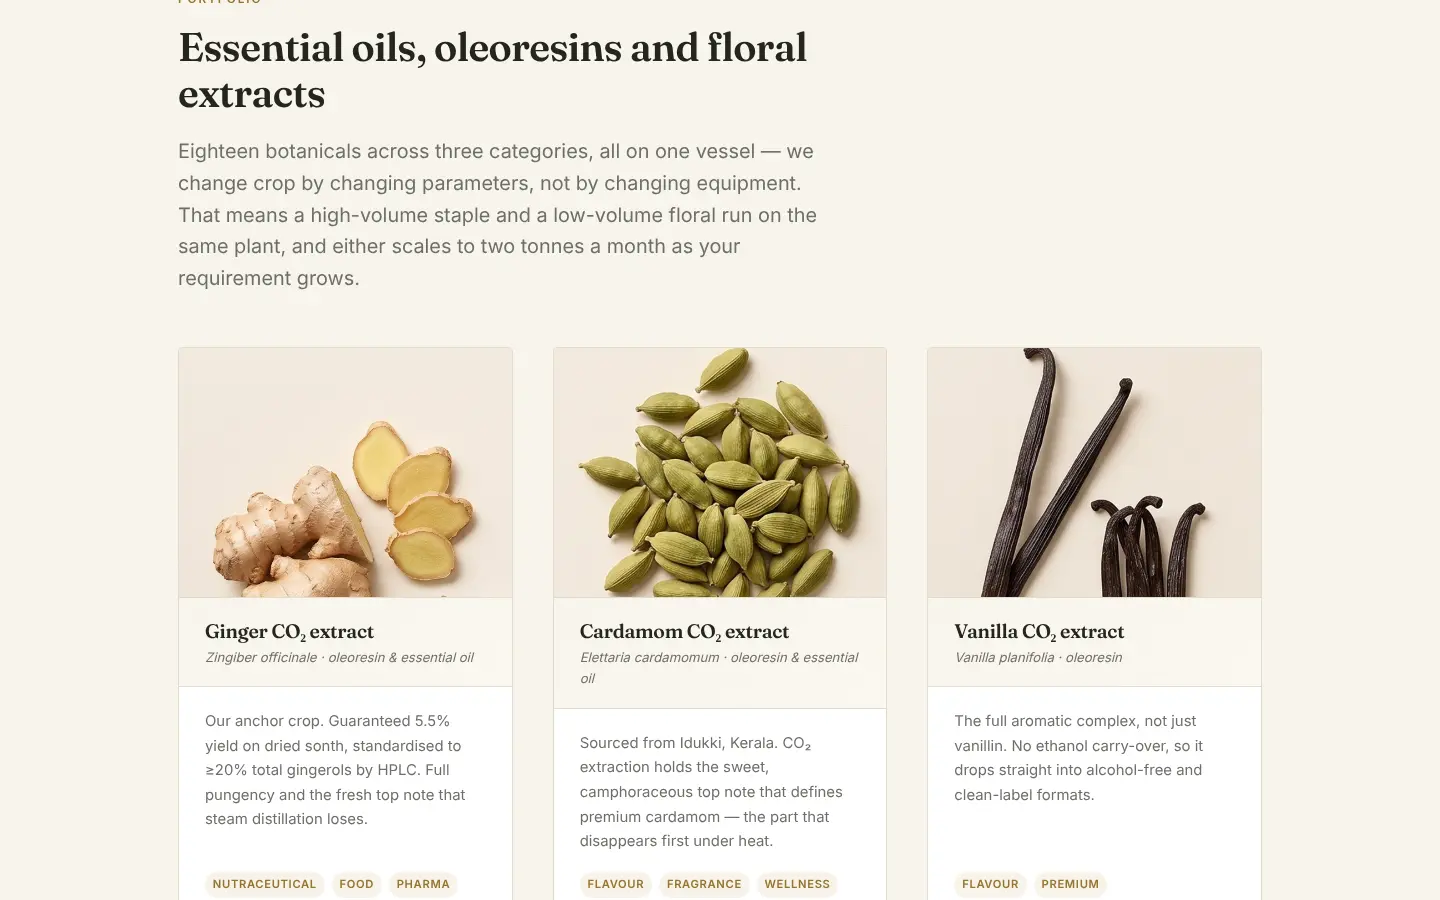 PORTFOLIO
Essential oils, oleoresins and floral
extracts
Eighteen botanicals across three categories, all on one vessel — we
change crop by changing parameters, not by changing equipment.
That means a high-volume staple and a low-volume floral run on the
same plant, and either scales to two tonnes a month as your
requirement grows.
Ginger CO₂ extract
Zingiber officinale · oleoresin & essential oil
Our anchor crop. Guaranteed 5.5%
yield on dried sonth, standardised to
≥20% total gingerols by HPLC. Full
pungency and the fresh top note that
steam distillation loses.
NUTRACEUTICAL FOOD PHARMA
Cardamom CO₂ extract
Elettaria cardamomum · oleoresin & essential
oil
Sourced from Idukki, Kerala. CO₂
extraction holds the sweet,
camphoraceous top note that defines
premium cardamom — the part that
disappears first under heat.
FLAVOUR FRAGRANCE WELLNESS
Vanilla CO₂ extract
Vanilla planifolia · oleoresin
The full aromatic complex, not just
vanillin. No ethanol carry-over, so it
drops straight into alcohol-free and
clean-label formats.
FLAVOUR PREMIUM